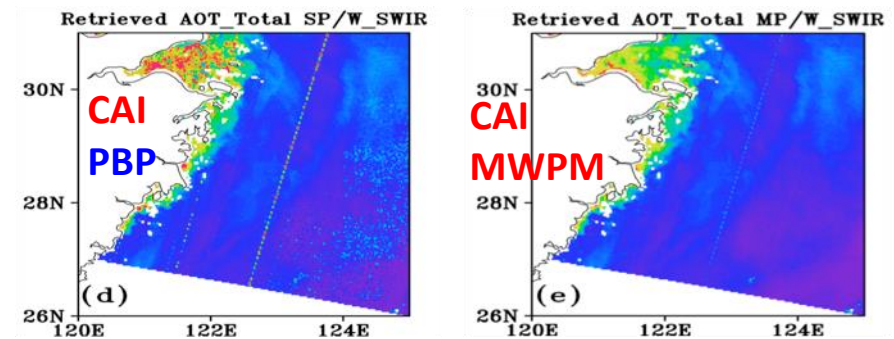 Retrieved AOT_Total SP/W_SWIR
30N
28N
26N
120E 122E 124E
CAI
PBP
(d)
Retrieved AOT_Total MP/W_SWIR
30N
28N
26N
120E 122E 124E
CAI
MWPM
(e)